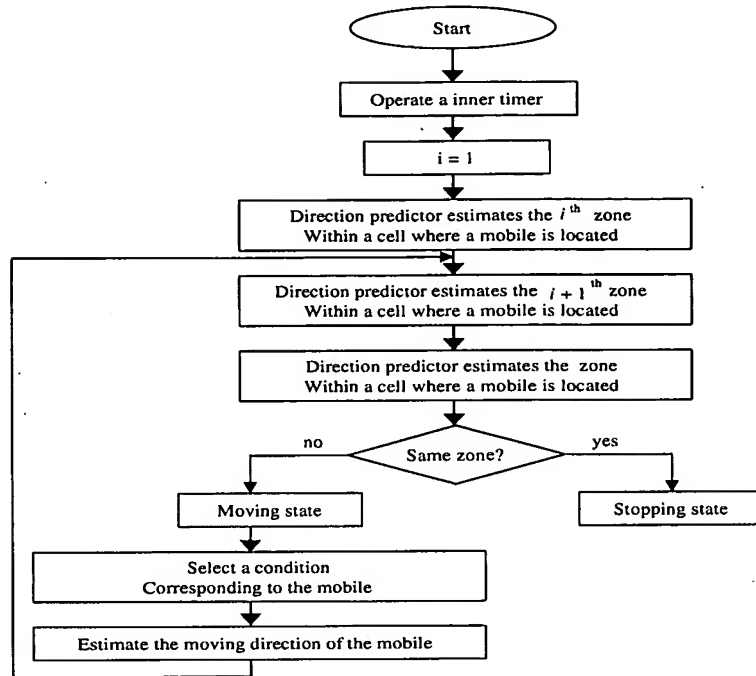 Start
Operate a inner timer
i = 1
Direction predictor estimates the i th zone
Within a cell where a mobile is located
Direction predictor estimates the i + 1 th zone
Within a cell where a mobile is located
Direction predictor estimates the zone
Within a cell where a mobile is located
no
Same zone?
yes
Moving state
Stopping state
Select a condition
Corresponding to the mobile
Estimate the moving direction of the mobile